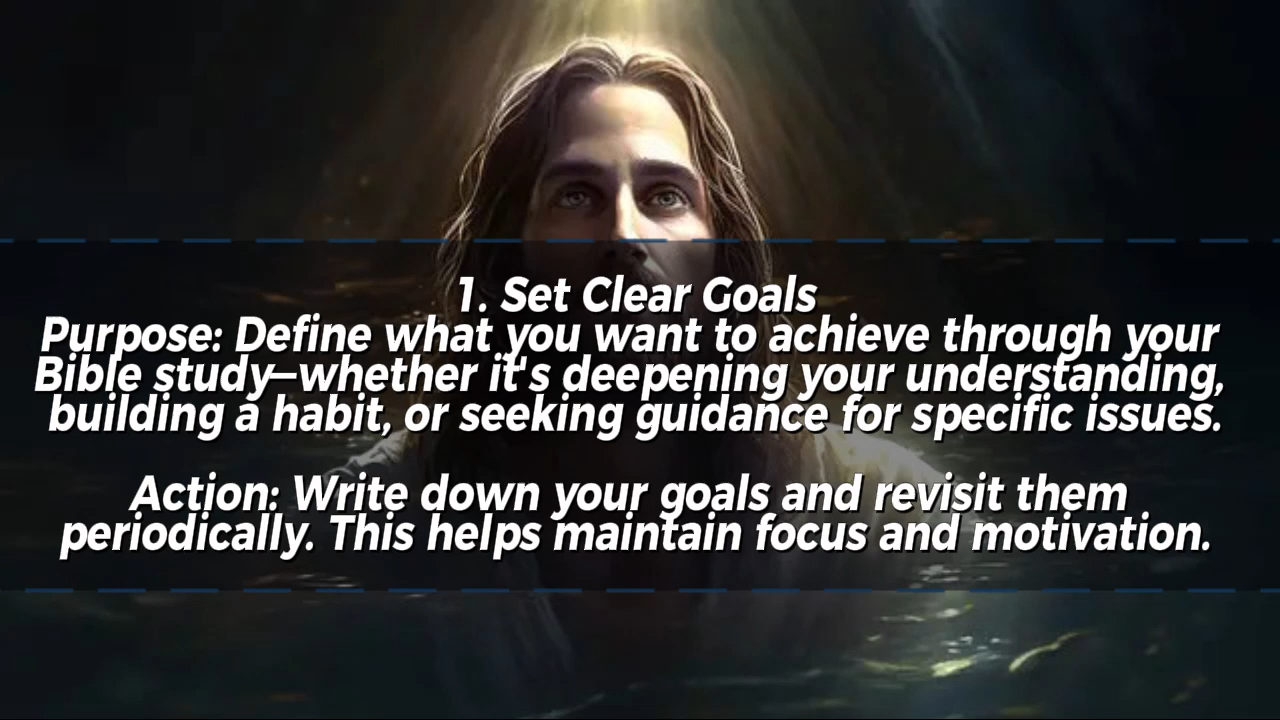 1. Set Clear Goals
Purpose: Define what you want to achieve through your
Bible study—whether it's deepening your understanding,
building a habit, or seeking guidance for specific issues.
Action: Write down your goals and revisit them
periodically. This helps maintain focus and motivation.